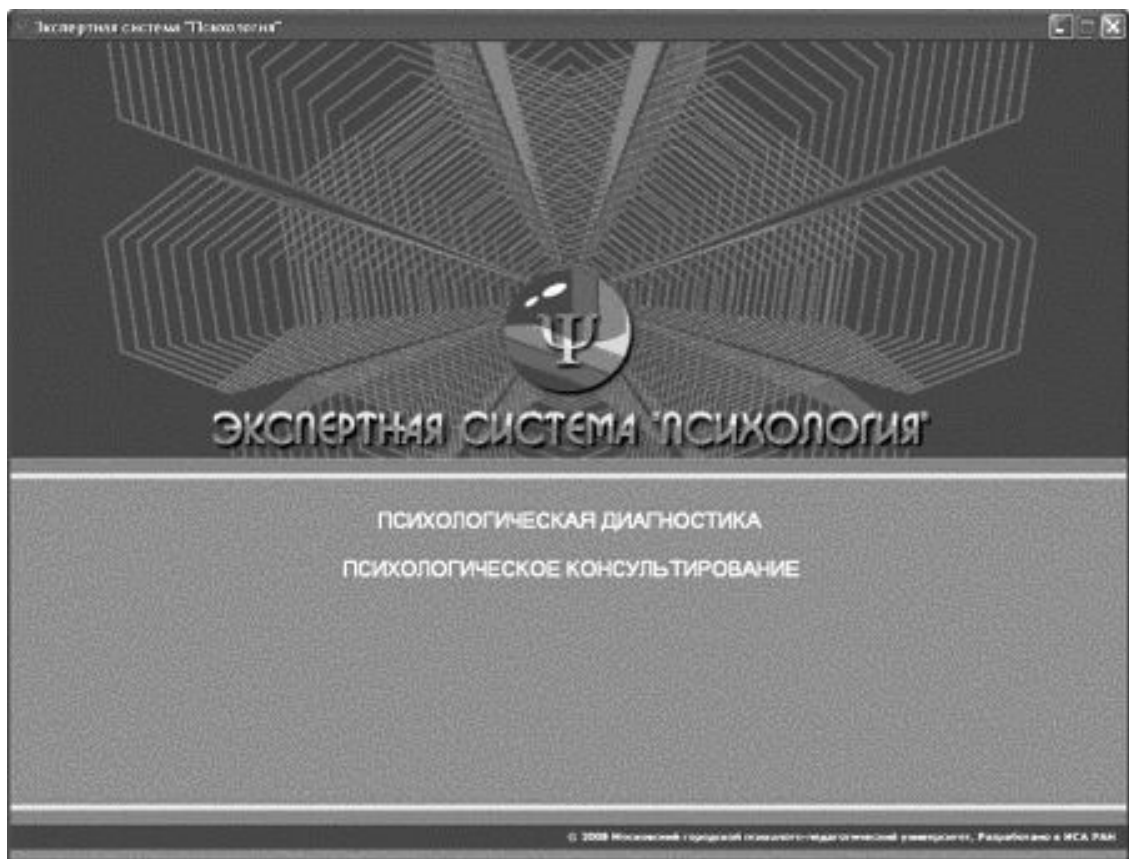 Экспертная система "Психология"
Ψ
ЭКСПЕРТНАЯ СИСТЕМА "ПСИХОЛОГИЯ"
ПСИХОЛОГИЧЕСКАЯ ДИАГНОСТИКА
ПСИХОЛОГИЧЕСКОЕ КОНСУЛЬТИРОВАНИЕ
© 2008 Московский городской психолого-педагогический университет, Разработано в ИСА РАН